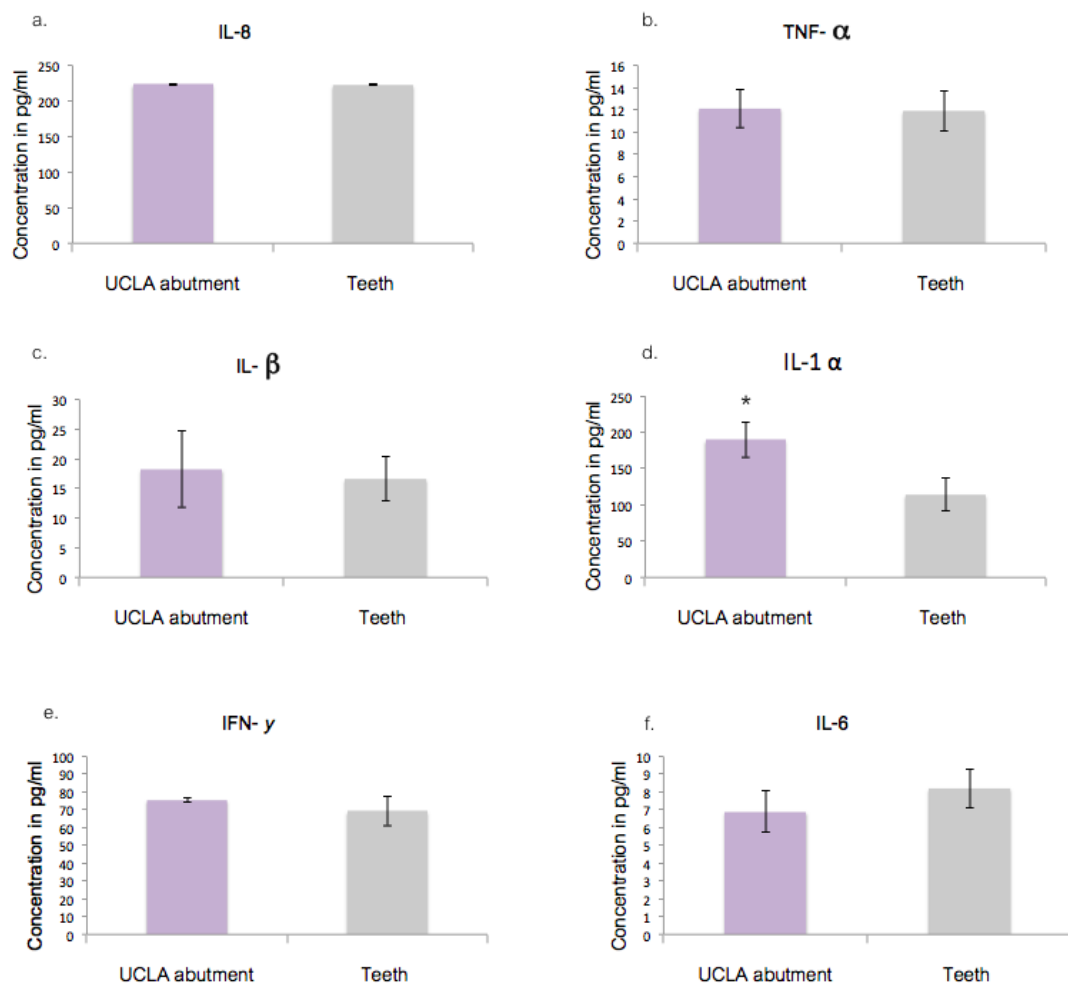 a.
IL-8
Concentration in pg/ml
250
200
150
100
50
0
UCLA abutment Teeth
b.
TNF- α
Concentration in pg/ml
16
14
12
10
8
6
4
2
0
UCLA abutment Teeth
c.
IL- β
Concentration in pg/ml
30
25
20
15
10
5
0
UCLA abutment Teeth
d.
IL-1 α
Concentration in pg/ml
250
200
150
100
50
0
*
UCLA abutment Teeth
e.
IFN- y
Concentration in pg/ml
100
90
80
70
60
50
40
30
20
10
0
UCLA abutment Teeth
f.
IL-6
Concentration in pg/ml
10
9
8
7
6
5
4
3
2
1
0
UCLA abutment Teeth